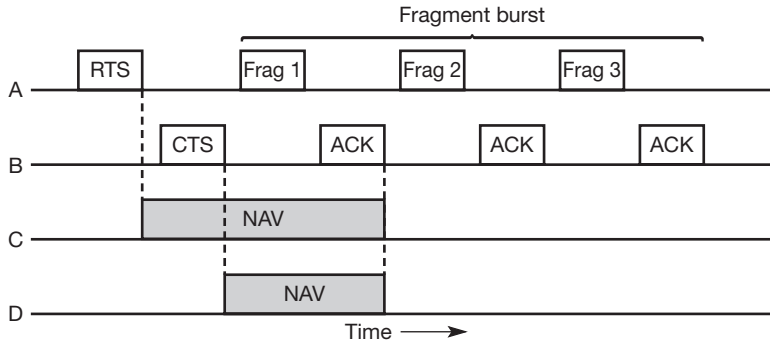 Fragment burst
A RTS Frag 1 Frag 2 Frag 3
B CTS ACK ACK ACK
C NAV
D NAV
Time